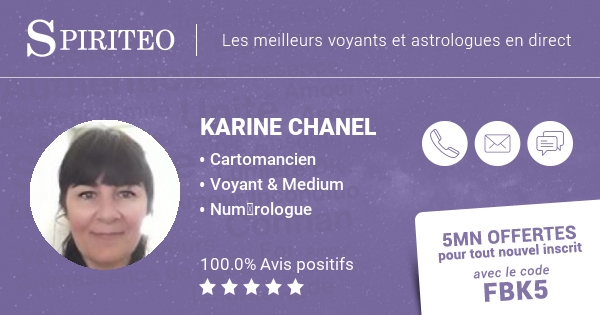 SPIRITEO
Les meilleurs voyants et astrologues en direct
KARINE CHANEL
• Cartomancien
• Voyant & Medium
• Num▯rologue
100.0% Avis positifs
5MN OFFERTES
pour tout nouvel inscrit
avec le code
FBK5